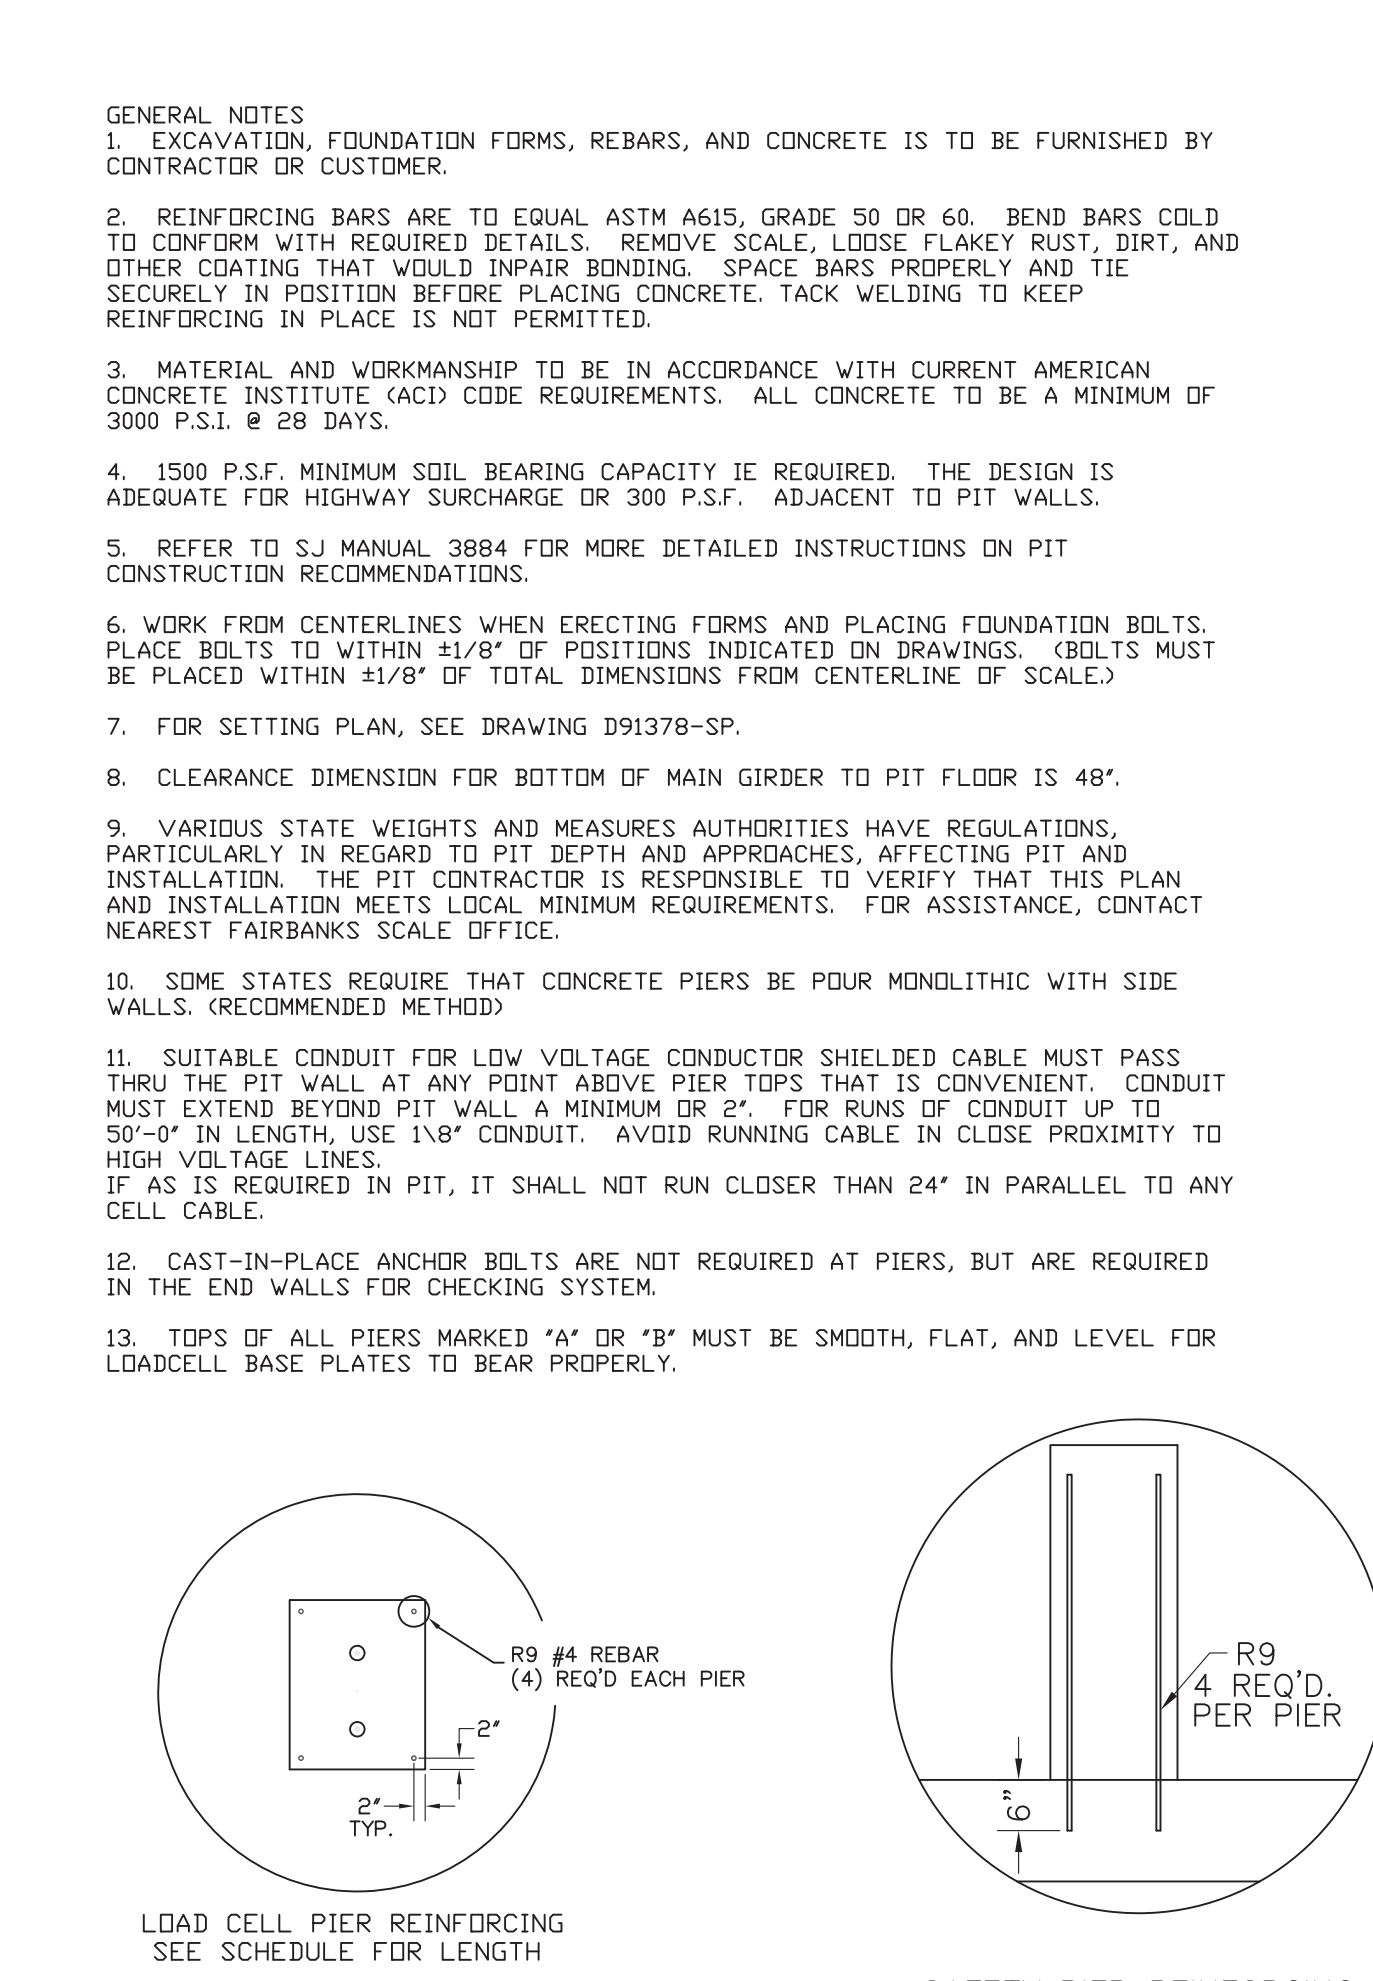 GENERAL NOTES
1. EXCAVATION, FOUNDATION FORMS, REBARS, AND CONCRETE IS TO BE FURNISHED BY
CONTRACTOR OR CUSTOMER.
2. REINFORCING BARS ARE TO EQUAL ASTM A615, GRADE 50 OR 60. BEND BARS COLD
TO CONFORM WITH REQUIRED DETAILS. REMOVE SCALE, LOOSE FLAKEY RUST, DIRT, AND
OTHER COATING THAT WOULD INPAIR BONDING. SPACE BARS PROPERLY AND TIE
SECURELY IN POSITION BEFORE PLACING CONCRETE. TACK WELDING TO KEEP
REINFORCING IN PLACE IS NOT PERMITTED.
3. MATERIAL AND WORKMANSHIP TO BE IN ACCORDANCE WITH CURRENT AMERICAN
CONCRETE INSTITUTE (ACI) CODE REQUIREMENTS. ALL CONCRETE TO BE A MINIMUM OF
3000 P.S.I. @ 28 DAYS.
4. 1500 P.S.F. MINIMUM SOIL BEARING CAPACITY IE REQUIRED. THE DESIGN IS
ADEQUATE FOR HIGHWAY SURCHARGE OR 300 P.S.F. ADJACENT TO PIT WALLS.
5. REFER TO SJ MANUAL 3884 FOR MORE DETAILED INSTRUCTIONS ON PIT
CONSTRUCTION RECOMMENDATIONS.
6. WORK FROM CENTERLINES WHEN ERECTING FORMS AND PLACING FOUNDATION BOLTS.
PLACE BOLTS TO WITHIN ±1/8" OF POSITIONS INDICATED ON DRAWINGS. (BOLTS MUST
BE PLACED WITHIN ±1/8" OF TOTAL DIMENSIONS FROM CENTERLINE OF SCALE.)
7. FOR SETTING PLAN, SEE DRAWING D91378-SP.
8. CLEARANCE DIMENSION FOR BOTTOM OF MAIN GIRDER TO PIT FLOOR IS 48".
9. VARIOUS STATE WEIGHTS AND MEASURES AUTHORITIES HAVE REGULATIONS,
PARTICULARLY IN REGARD TO PIT DEPTH AND APPROACHES, AFFECTING PIT AND
INSTALLATION. THE PIT CONTRACTOR IS RESPONSIBLE TO VERIFY THAT THIS PLAN
AND INSTALLATION MEETS LOCAL MINIMUM REQUIREMENTS. FOR ASSISTANCE, CONTACT
NEAREST FAIRBANKS SCALE OFFICE.
10. SOME STATES REQUIRE THAT CONCRETE PIERS BE POUR MONOLITHIC WITH SIDE
WALLS. (RECOMMENDED METHOD)
11. SUITABLE CONDUIT FOR LOW VOLTAGE CONDUCTOR SHIELDED CABLE MUST PASS
THRU THE PIT WALL AT ANY POINT ABOVE PIER TOPS THAT IS CONVENIENT. CONDUIT
MUST EXTEND BEYOND PIT WALL A MINIMUM OR 2". FOR RUNS OF CONDUIT UP TO
50'-0" IN LENGTH, USE 1\8" CONDUIT. AVOID RUNNING CABLE IN CLOSE PROXIMITY TO
HIGH VOLTAGE LINES.
IF AS IS REQUIRED IN PIT, IT SHALL NOT RUN CLOSER THAN 24" IN PARALLEL TO ANY
CELL CABLE.
12. CAST-IN-PLACE ANCHOR BOLTS ARE NOT REQUIRED AT PIERS, BUT ARE REQUIRED
IN THE END WALLS FOR CHECKING SYSTEM.
13. TOPS OF ALL PIERS MARKED "A" OR "B" MUST BE SMOOTH, FLAT, AND LEVEL FOR
LOADCELL BASE PLATES TO BEAR PROPERLY.
R9 #4 REBAR
(4) REQ'D EACH PIER
2"
2"
TYP.
LOAD CELL PIER REINFORCING
SEE SCHEDULE FOR LENGTH
R9
4 REQ'D.
PER PIER
6"